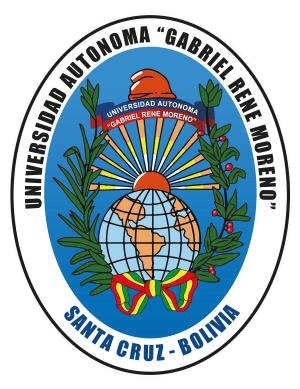 UNIVERSIDAD AUTONOMA "GABRIEL RENE MORENO"
UNIVERSIDAD AUTONOMA
"GABRIEL RENE MORENO"
SANTA CRUZ - BOLIVIA